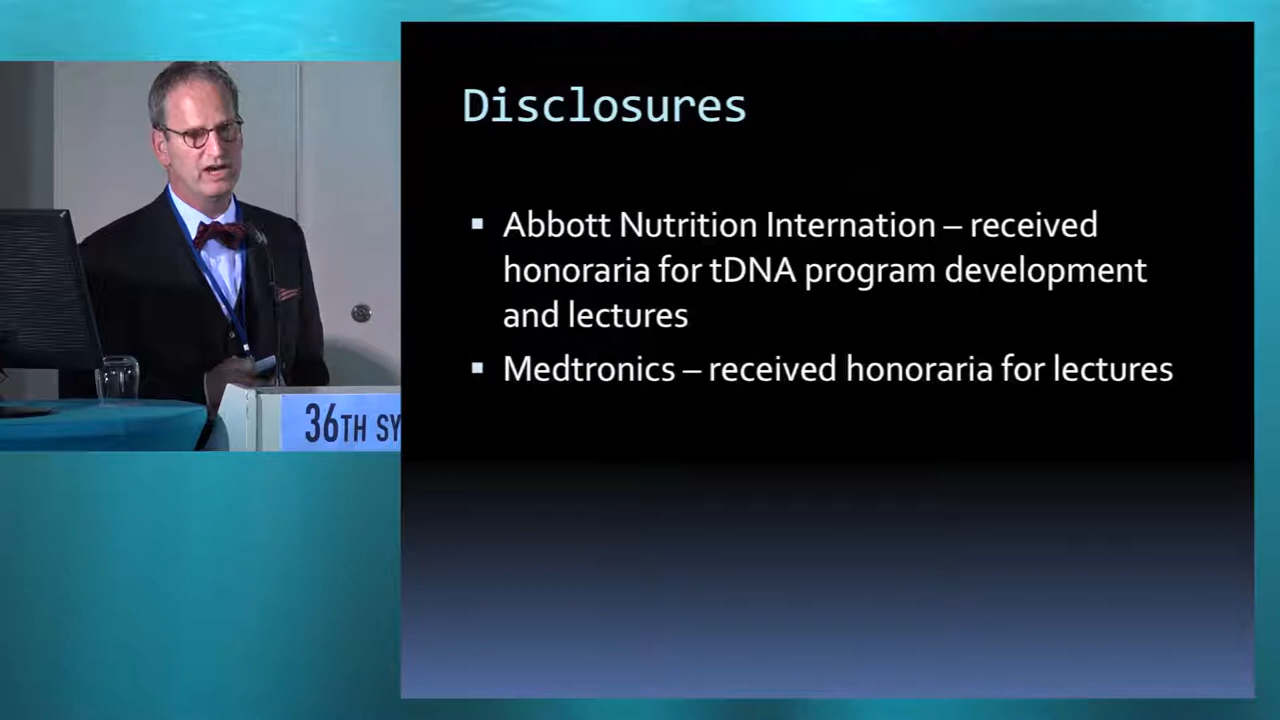 Disclosures
Abbott Nutrition Internation – received
honoraria for tDNA program development
and lectures
Medtronics – received honoraria for lectures
36TH SY